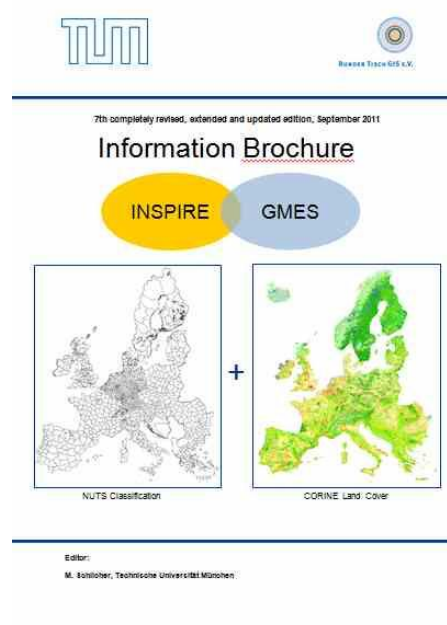 TUM
RUNDER TISCH GIS e.V.
7th completely revised, extended and updated edition, September 2011
Information Brochure
INSPIRE GMES
+
NUTS Classification CORINE Land Cover
Editor:
M. Schilcher, Technische Universität München